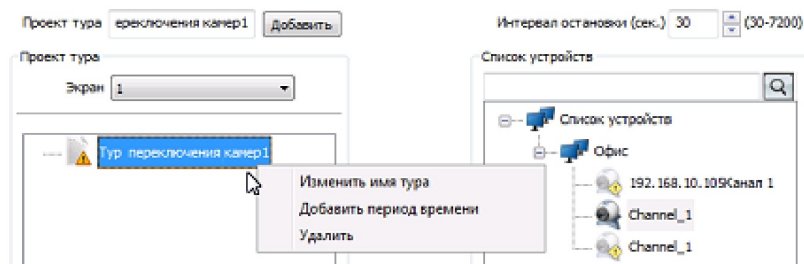 Проект тура ереключения камер1 Добавить Интервал остановки (сек.) 30 (30-7200)
Проект тура
Экран 1
Тур переключения камер1
Изменить имя тура
Добавить период времени
Удалить
Список устройств
Список устройств
Офис
192.168.10.105Канал 1
Channel_1
Channel_1